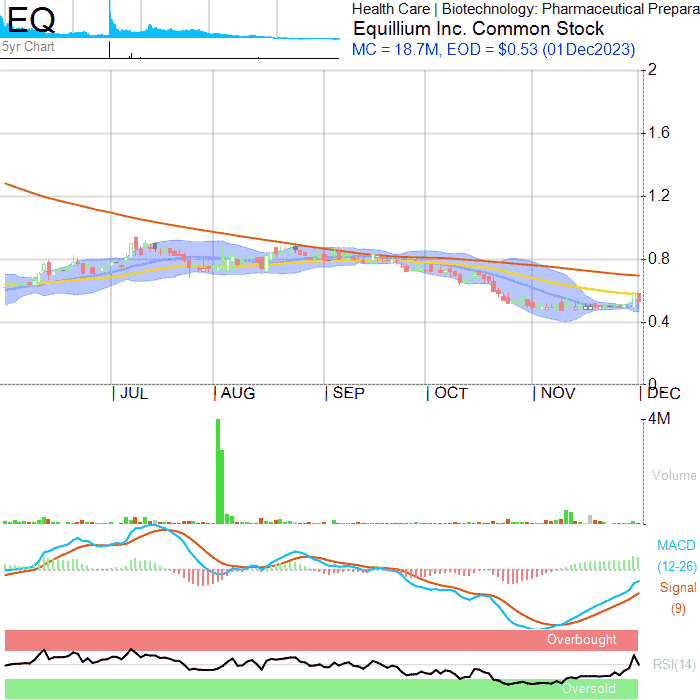 EQ
5yr Chart
Health Care | Biotechnology: Pharmaceutical Prepara
Equillium Inc. Common Stock
MC = 18.7M, EOD = $0.53 (01Dec2023)
2
1.6
1.2
0.8
0.4
0
JUL AUG SEP OCT NOV DEC
4M
Volume
MACD
(12-26)
Signal
(9)
Overbought
RSI(14)
Oversold